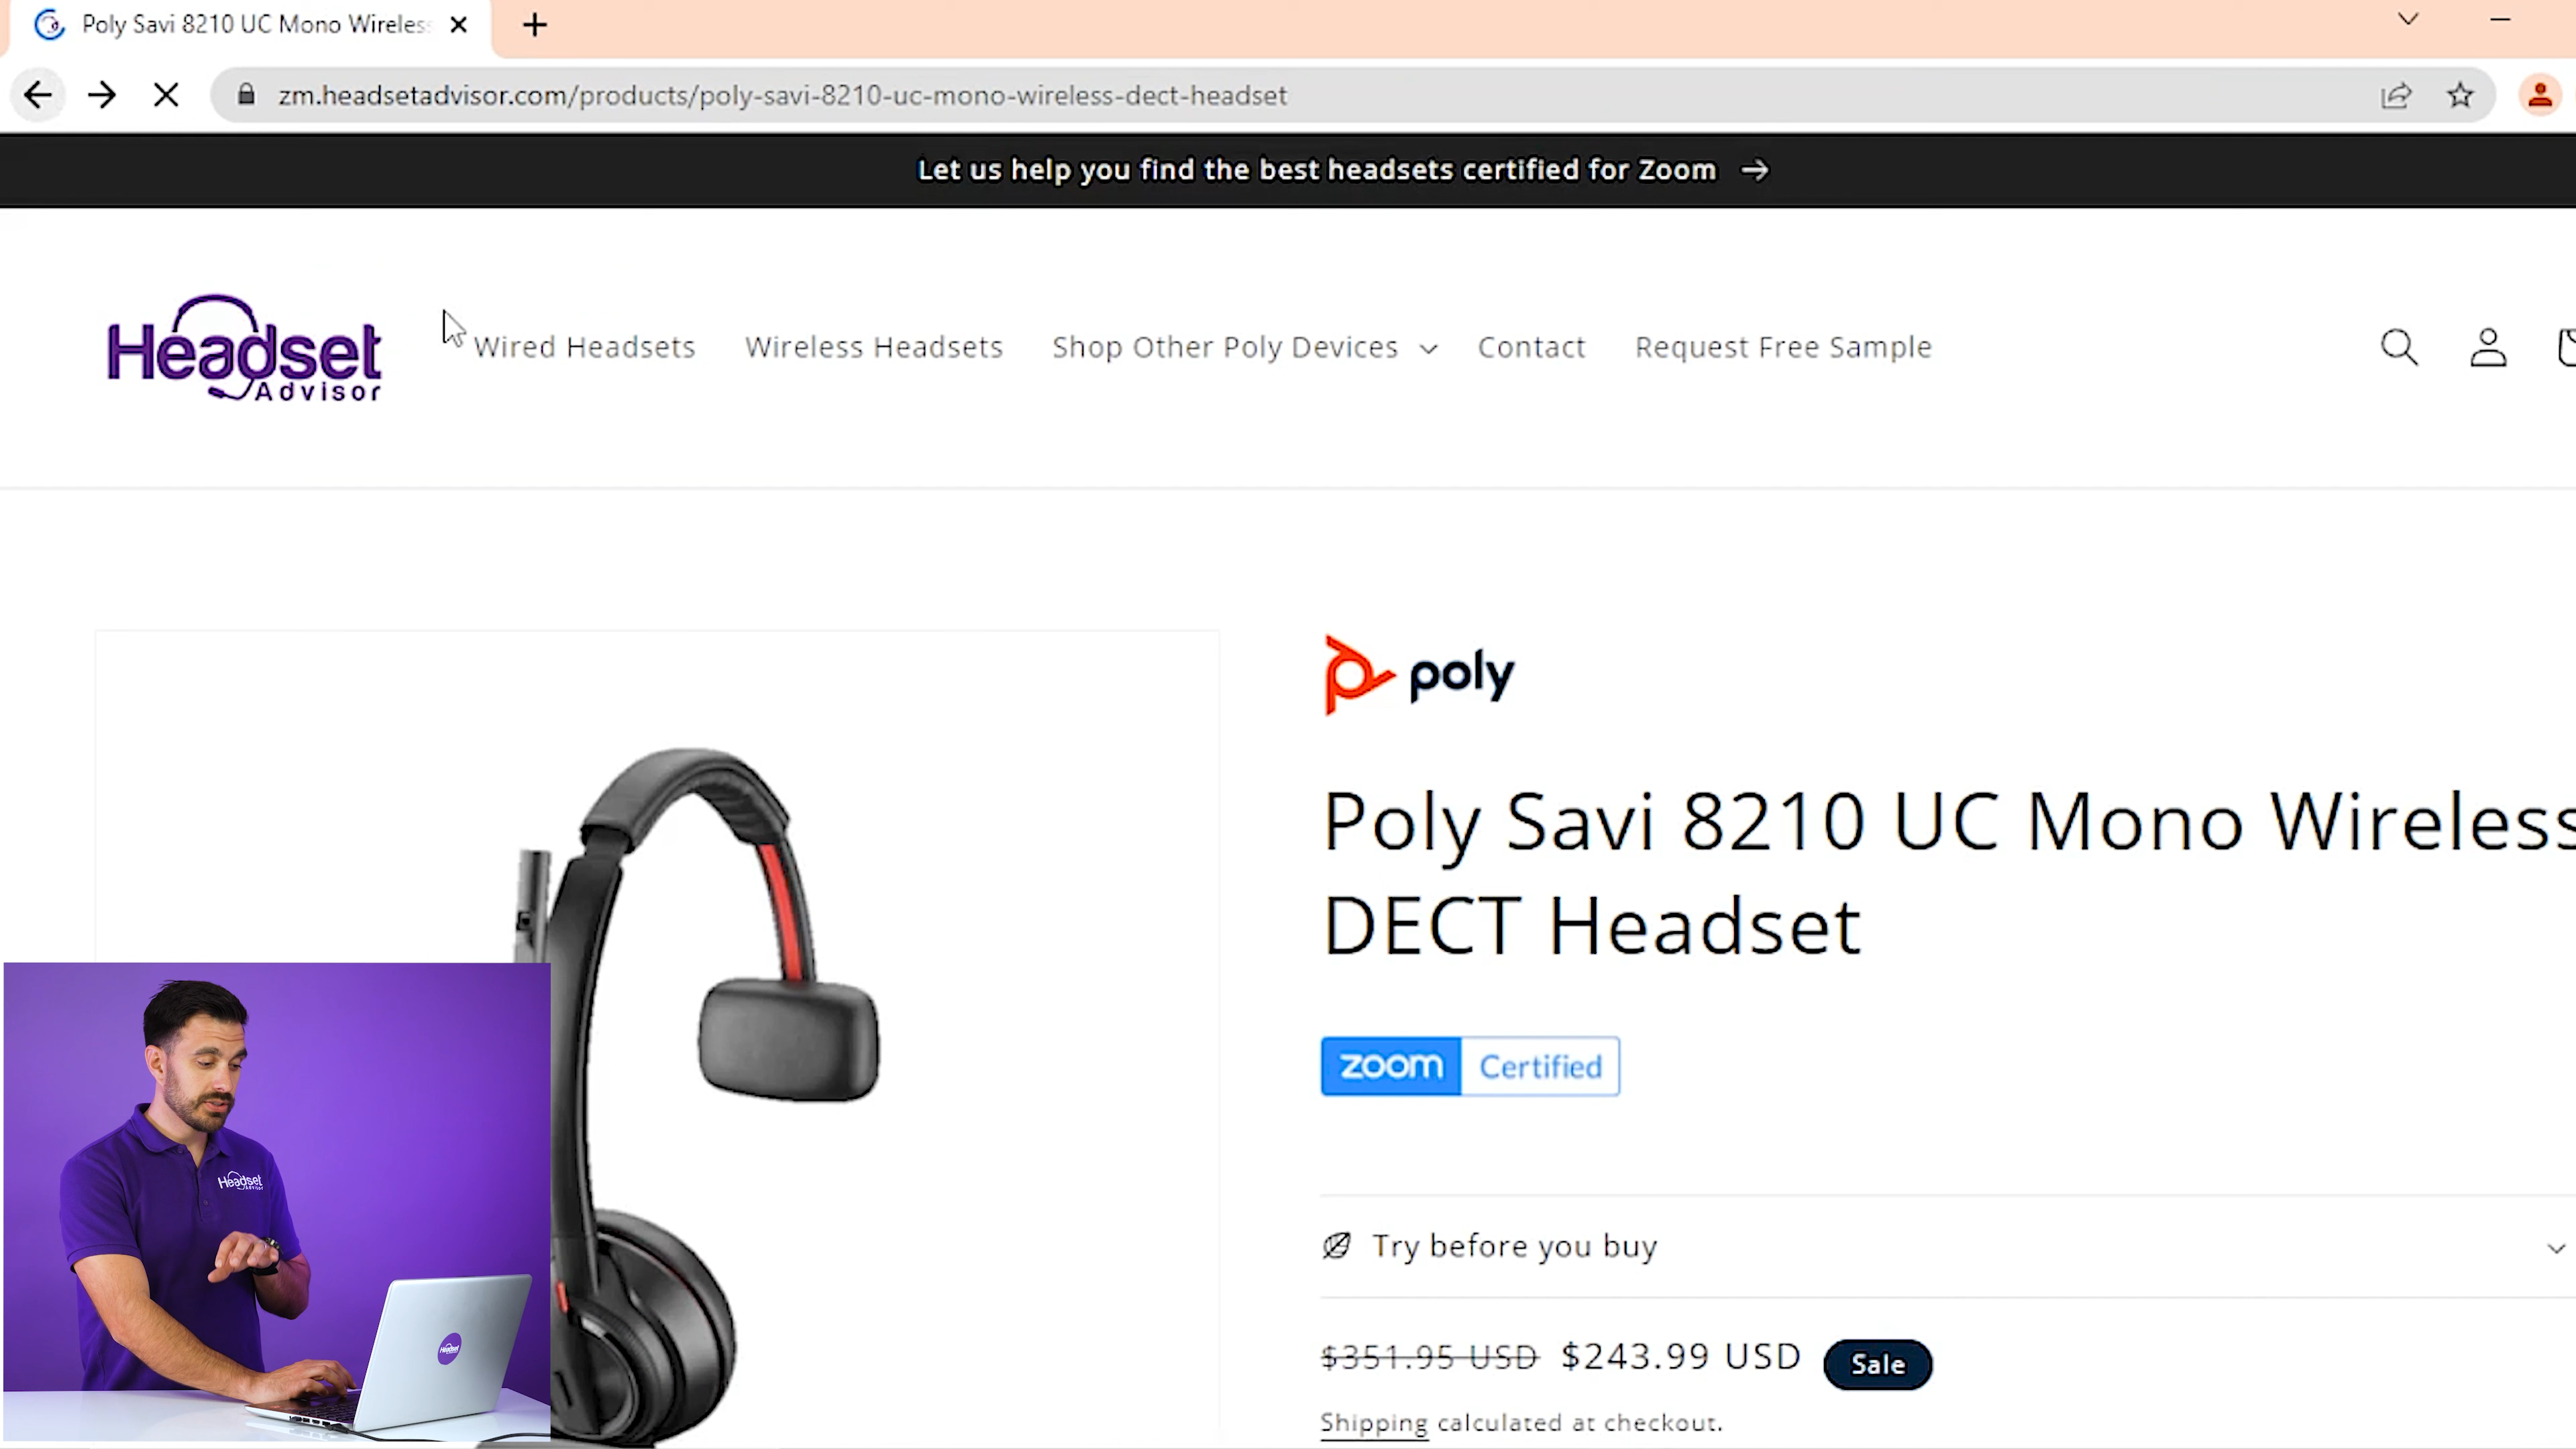 Poly Savi 8210 UC Mono Wireless
zm.headsetadvisor.com/products/poly-savi-8210-uc-mono-wireless-dect-headset
Let us help you find the best headsets certified for Zoom →
Headset
Advisor
Wired Headsets
Wireless Headsets
Shop Other Poly Devices
Contact
Request Free Sample
poly
Poly Savi 8210 UC Mono Wireless
DECT Headset
zoom Certified
Try before you buy
$351.95 USD $243.99 USD Sale
Shipping calculated at checkout.
Headset
Advisor
Headset